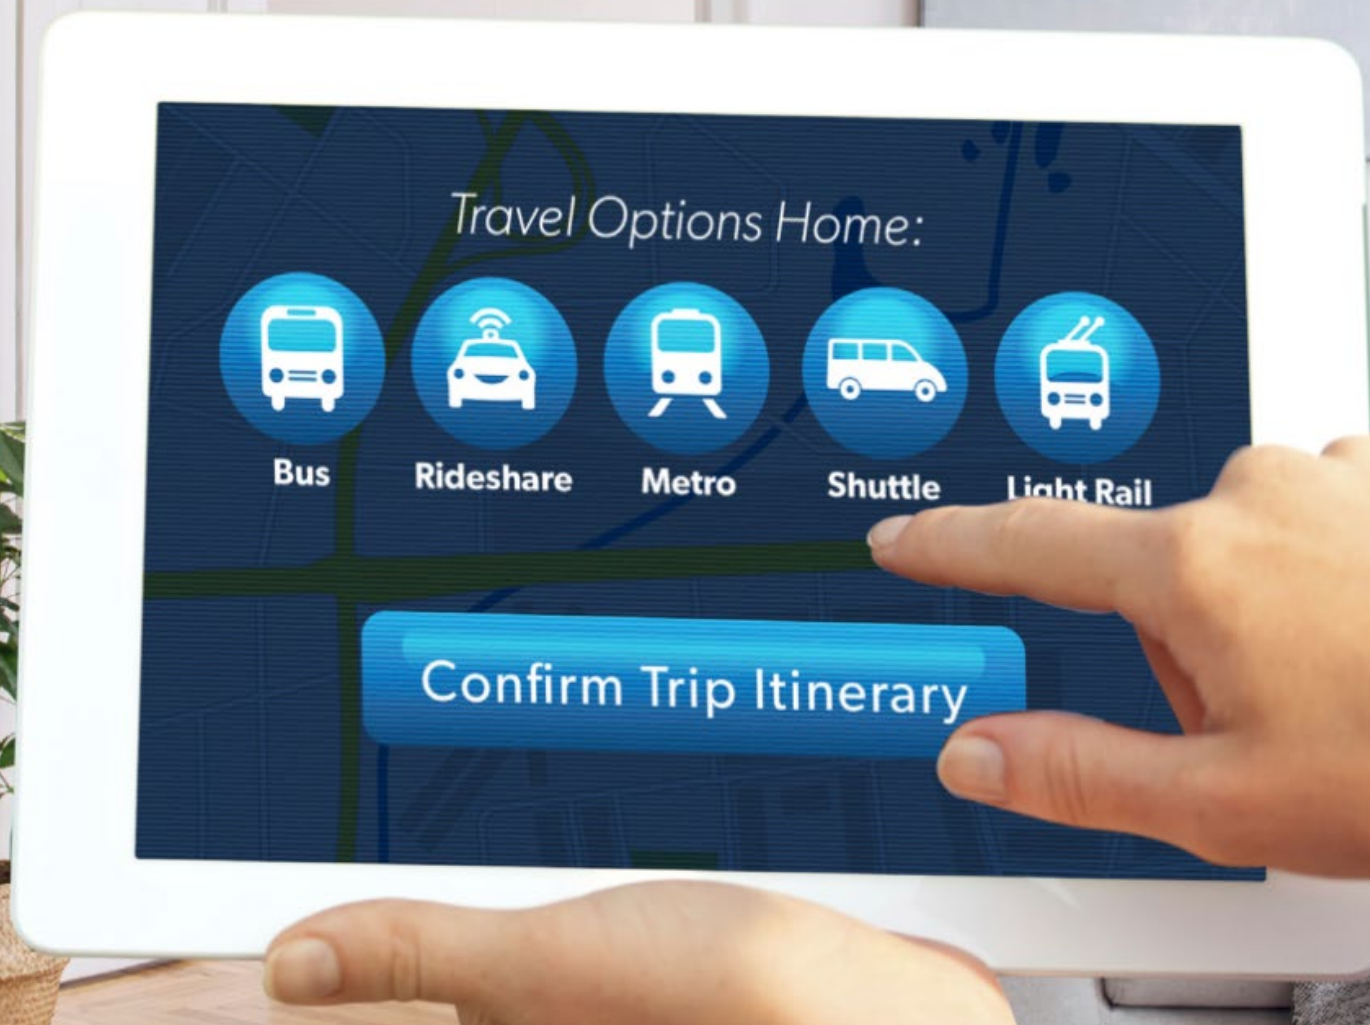 Travel Options Home:
Bus
Rideshare
Metro
Shuttle
Light Rail
Confirm Trip Itinerary